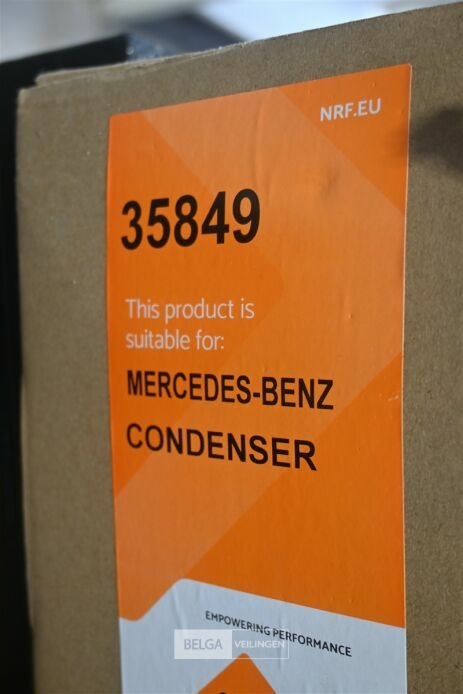 NRF.EU
35849
This product is
suitable for:
MERCEDES-BENZ
CONDENSER
EMPOWERING PERFORMANCE
BELGA VEILINGEN